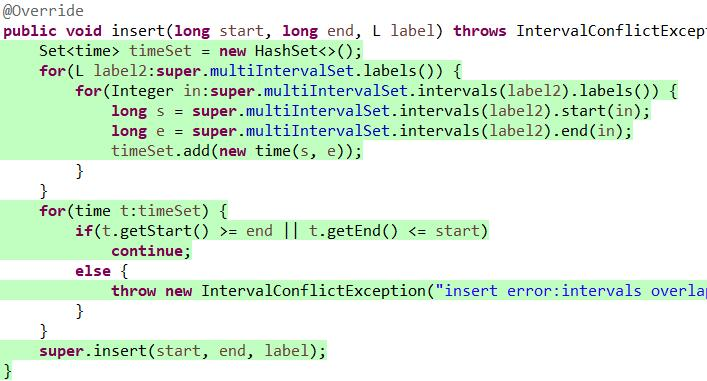 @Override
public void insert(long start, long end, L label) throws IntervalConflictExcep
Set<time> timeSet = new HashSet<>();
for(L label2:super.multiIntervalSet.labels()) {
for(Integer in:super.multiIntervalSet.intervals(label2).labels()) {
long s = super.multiIntervalSet.intervals(label2).start(in);
long e = super.multiIntervalSet.intervals(label2).end(in);
timeSet.add(new time(s, e));
}
}
for(time t:timeSet) {
if(t.getStart() >= end || t.getEnd() <= start)
continue;
else {
throw new IntervalConflictException("insert error:intervals overlap
}
}
super.insert(start, end, label);
}